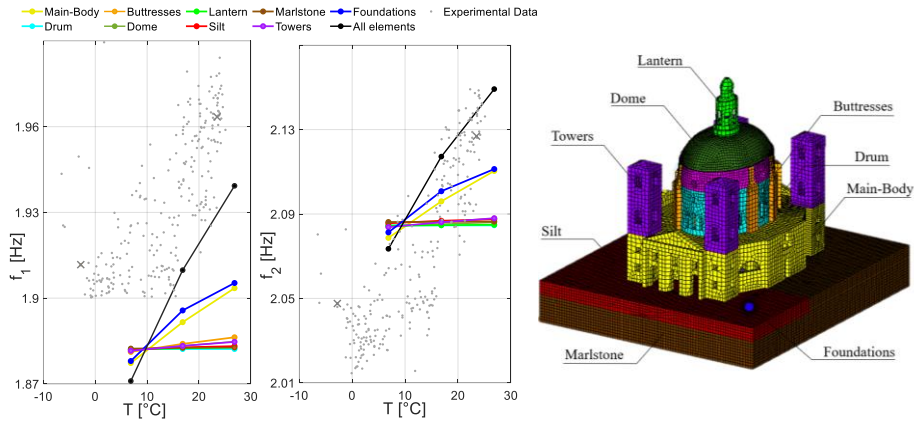 Main-Body Buttresses Lantern Marlstone Foundations Experimental Data
Drum Dome Silt Towers All elements
1.96
1.93
1.9
1.87
f1 [Hz]
-10 0 10 20 30
T [°C]
2.13
2.09
2.05
2.01
f2 [Hz]
-10 0 10 20 30
T [°C]
Lantern
Dome
Buttresses
Towers
Drum
Main-Body
Silt
Marlstone
Foundations